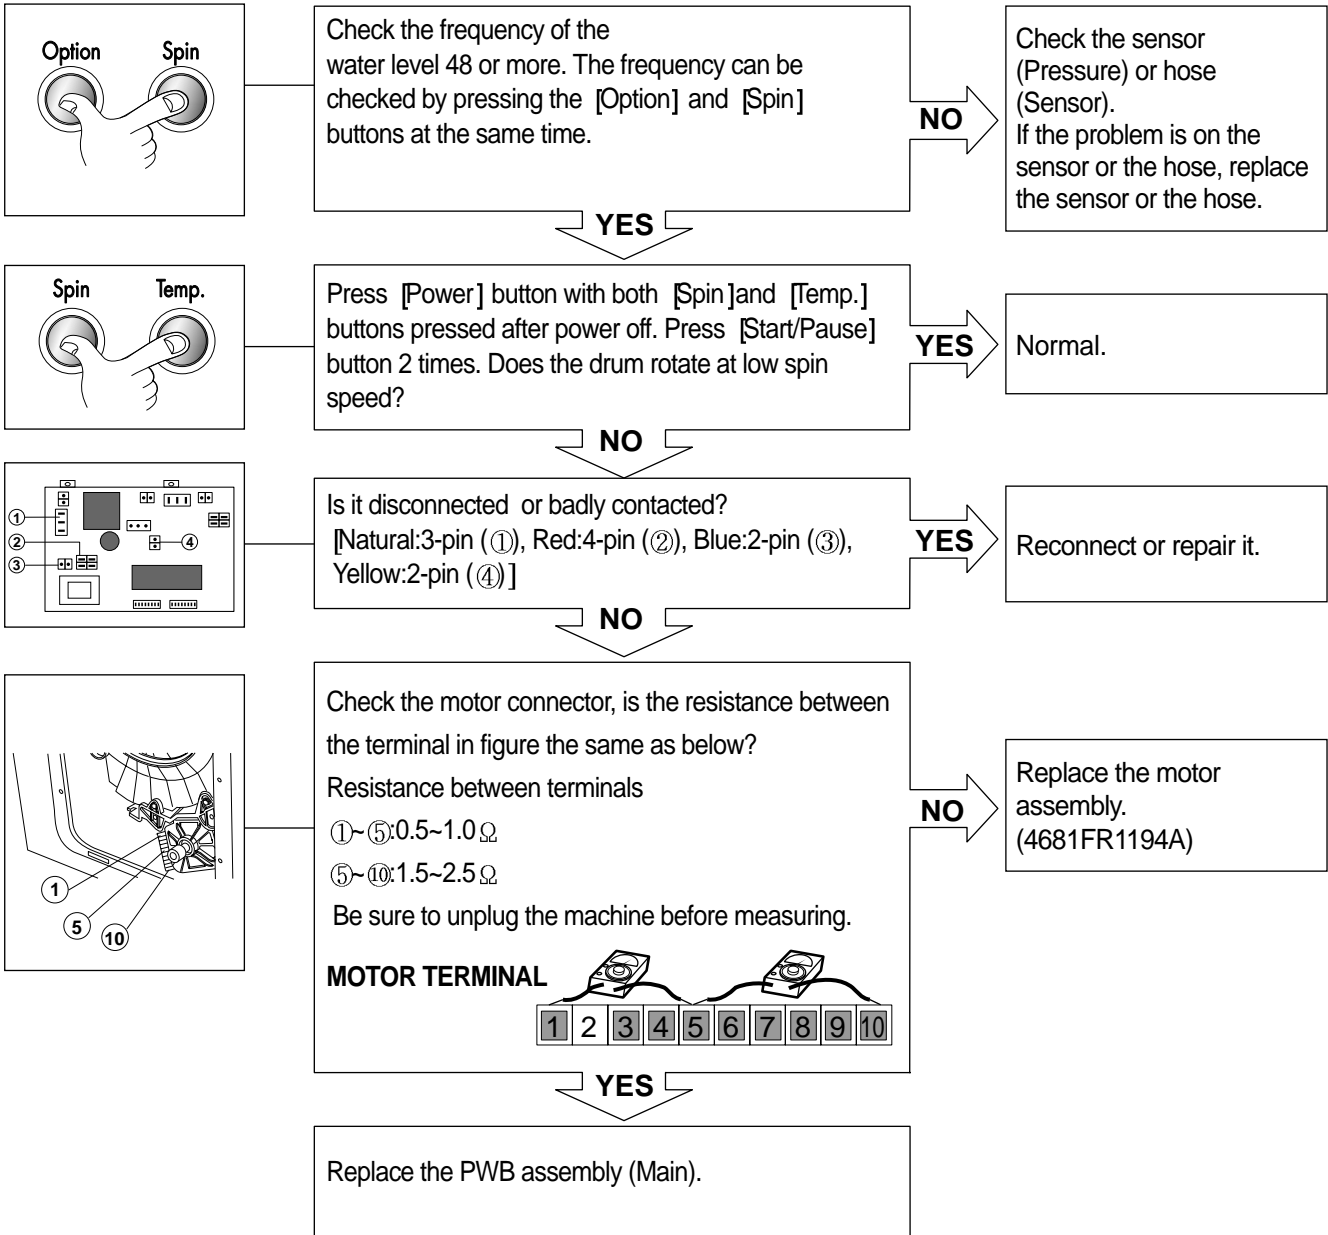 Option Spin
Check the frequency of the
water level 48 or more. The frequency can be
checked by pressing the [Option] and [Spin]
buttons at the same time.
NO
Check the sensor
(Pressure) or hose
(Sensor).
If the problem is on the
sensor or the hose, replace
the sensor or the hose.
YES
Spin Temp.
Press [Power] button with both [Spin] and [Temp.]
buttons pressed after power off. Press [Start/Pause]
button 2 times. Does the drum rotate at low spin
speed?
YES
Normal.
NO
1
2
3
4
Is it disconnected or badly contacted?
[Natural:3-pin (①), Red:4-pin (②), Blue:2-pin (③),
Yellow:2-pin (④)]
YES
Reconnect or repair it.
NO
1
5
10
Check the motor connector, is the resistance between
the terminal in figure the same as below?
Resistance between terminals
①~⑤:0.5~1.0Ω
⑤~⑩:1.5~2.5Ω
Be sure to unplug the machine before measuring.
MOTOR TERMINAL
1 2 3 4 5 6 7 8 9 10
NO
Replace the motor
assembly.
(4681FR1194A)
YES
Replace the PWB assembly (Main).